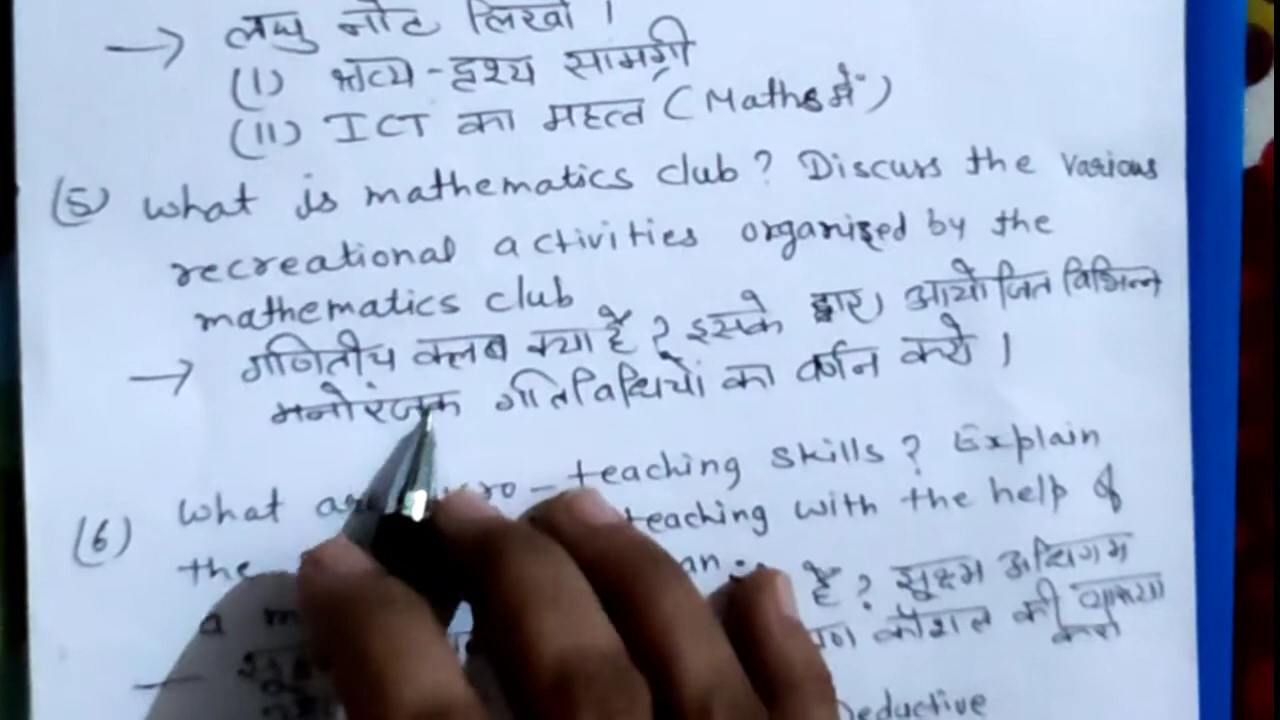 → लघु नोट लिखो ।
(I) श्रव्य - दृश्य सामग्री
(II) ICT का महत्व (Maths में)
(5) What is mathematics club? Discuss the various
recreational activities organized by the
mathematics club
→ गणितीय क्लब क्या है ? इसके द्वारा आयोजित विभिन्न
मनोरंजक गतिविधियों का वर्णन करो ।
(6) What are - teaching skills? Explain
the teaching with the help of
a है ? सूक्ष्म अधिगम
कौशल की व्याख्या
करो
Deductive